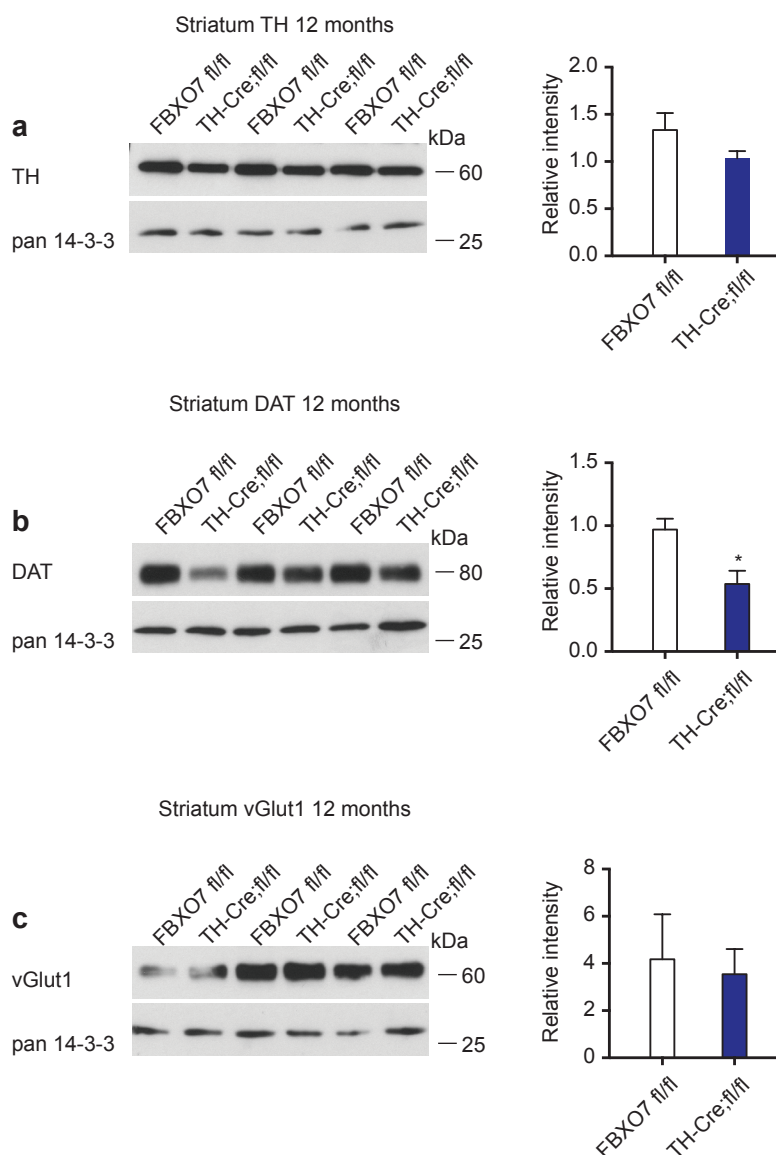 Striatum TH 12 months
FBXO7 fl/fl
TH-Cre;fl/fl
FBXO7 fl/fl
TH-Cre;fl/fl
FBXO7 fl/fl
TH-Cre;fl/fl
a
kDa
TH
60
pan 14-3-3
25
Relative intensity
2.0
1.5
1.0
0.5
0.0
FBXO7 fl/fl
TH-Cre;fl/fl
Striatum DAT 12 months
FBXO7 fl/fl
TH-Cre;fl/fl
FBXO7 fl/fl
TH-Cre;fl/fl
FBXO7 fl/fl
TH-Cre;fl/fl
b
kDa
DAT
80
pan 14-3-3
25
Relative intensity
1.5
1.0
0.5
0.0
*
FBXO7 fl/fl
TH-Cre;fl/fl
Striatum vGlut1 12 months
FBXO7 fl/fl
TH-Cre;fl/fl
FBXO7 fl/fl
TH-Cre;fl/fl
FBXO7 fl/fl
TH-Cre;fl/fl
c
kDa
vGlut1
60
pan 14-3-3
25
Relative intensity
8
6
4
2
0
FBXO7 fl/fl
TH-Cre;fl/fl